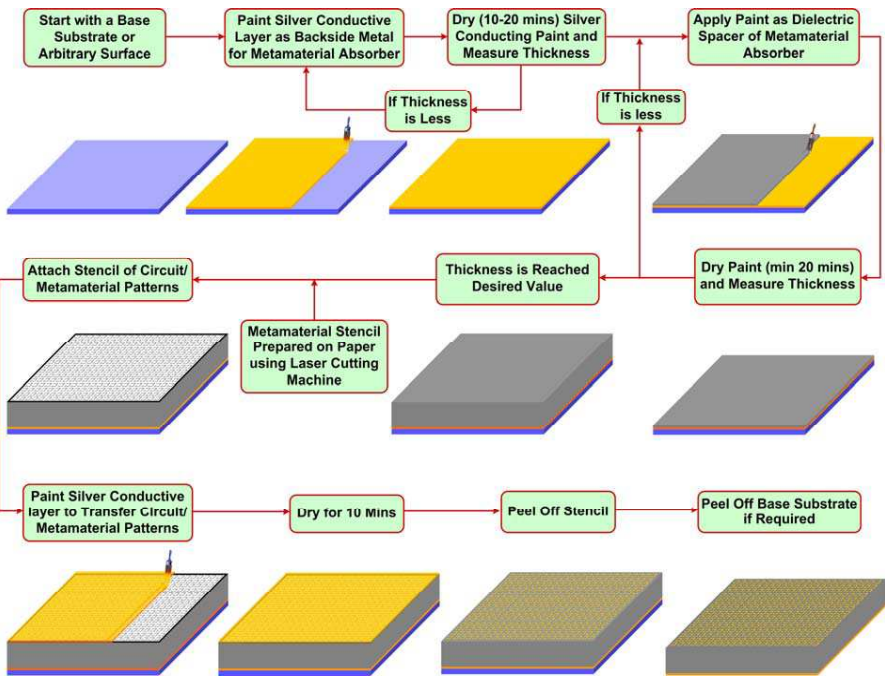 Start with a Base
Substrate or
Arbitrary Surface
Paint Silver Conductive
Layer as Backside Metal
for Metamaterial Absorber
Dry (10-20 mins) Silver
Conducting Paint and
Measure Thickness
Apply Paint as Dielectric
Spacer of Metamaterial
Absorber
If Thickness
is Less
If Thickness
is less
Attach Stencil of Circuit/
Metamaterial Patterns
Thickness is Reached
Desired Value
Dry Paint (min 20 mins)
and Measure Thickness
Metamaterial Stencil
Prepared on Paper
using Laser Cutting
Machine
Paint Silver Conductive
layer to Transfer Circuit/
Metamaterial Patterns
Dry for 10 Mins
Peel Off Stencil
Peel Off Base Substrate
if Required